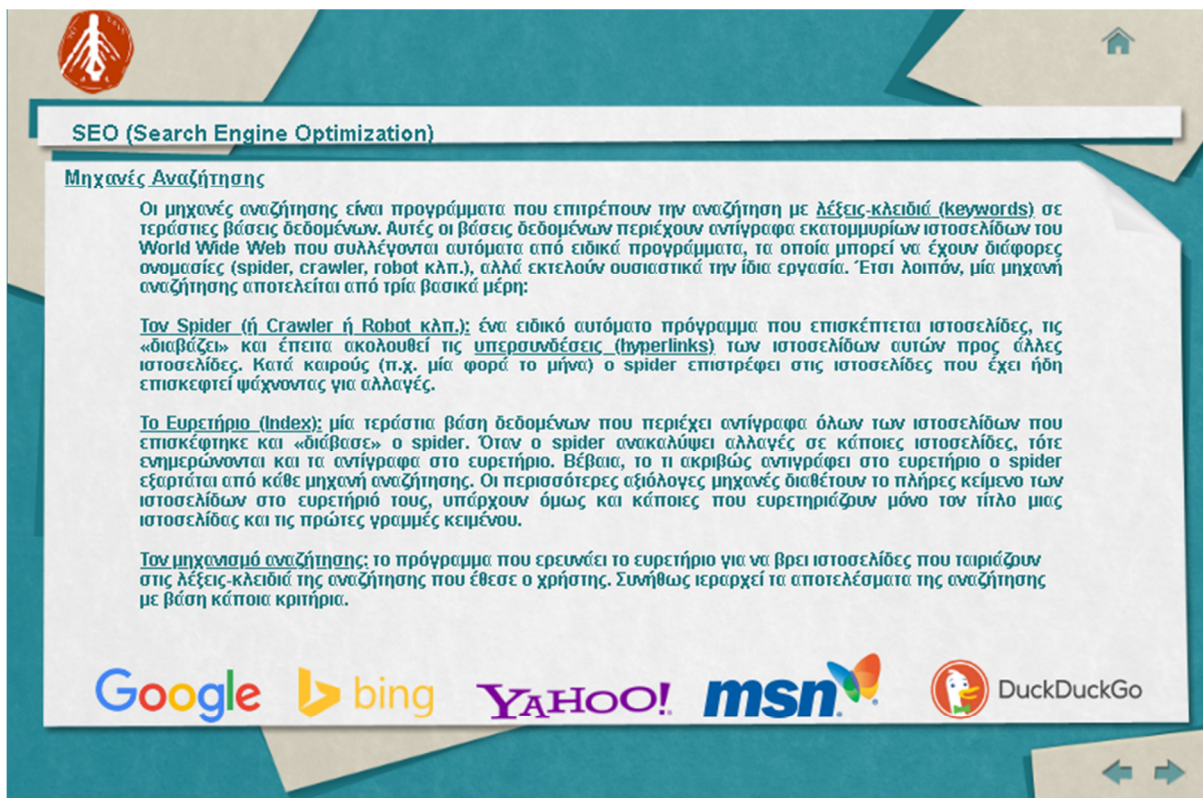 SEO (Search Engine Optimization)
Μηχανές Αναζήτησης
Οι μηχανές αναζήτησης είναι προγράμματα που επιτρέπουν την αναζήτηση με λέξεις-κλειδιά (keywords) σε
τεράστιες βάσεις δεδομένων. Αυτές οι βάσεις δεδομένων περιέχουν αντίγραφα εκατομμυρίων ιστοσελίδων του
World Wide Web που συλλέγονται αυτόματα από ειδικά προγράμματα, τα οποία μπορεί να έχουν διάφορες
ονομασίες (spider, crawler, robot κλπ.), αλλά εκτελούν ουσιαστικά την ίδια εργασία. Έτσι λοιπόν, μία μηχανή
αναζήτησης αποτελείται από τρία βασικά μέρη:
Τον Spider (ή Crawler ή Robot κλπ.): ένα ειδικό αυτόματο πρόγραμμα που επισκέπτεται ιστοσελίδες, τις
«διαβάζει» και έπειτα ακολουθεί τις υπερσυνδέσεις (hyperlinks) των ιστοσελίδων αυτών προς άλλες
ιστοσελίδες. Κατά καιρούς (π.χ. μία φορά το μήνα) ο spider επιστρέφει στις ιστοσελίδες που έχει ήδη
επισκεφτεί ψάχνοντας για αλλαγές.
Το Ευρετήριο (Index): μία τεράστια βάση δεδομένων που περιέχει αντίγραφα όλων των ιστοσελίδων που
επισκέφτηκε και «διάβασε» ο spider. Όταν ο spider ανακαλύψει αλλαγές σε κάποιες ιστοσελίδες, τότε
ενημερώνονται και τα αντίγραφα στο ευρετήριο. Βέβαια, το τι ακριβώς αντιγράφει στο ευρετήριο ο spider
εξαρτάται από κάθε μηχανή αναζήτησης. Οι περισσότερες αξιόλογες μηχανές διαθέτουν το πλήρες κείμενο των
ιστοσελίδων στο ευρετήριό τους, υπάρχουν όμως και κάποιες που ευρετηριάζουν μόνο τον τίτλο μιας
ιστοσελίδας και τις πρώτες γραμμές κειμένου.
Τον μηχανισμό αναζήτησης: το πρόγραμμα που ερευνάει το ευρετήριο για να βρει ιστοσελίδες που ταιριάζουν
στις λέξεις-κλειδιά της αναζήτησης που έθεσε ο χρήστης. Συνήθως ιεραρχεί τα αποτελέσματα της αναζήτησης
με βάση κάποια κριτήρια.
Google bing YAHOO! msn DuckDuckGo